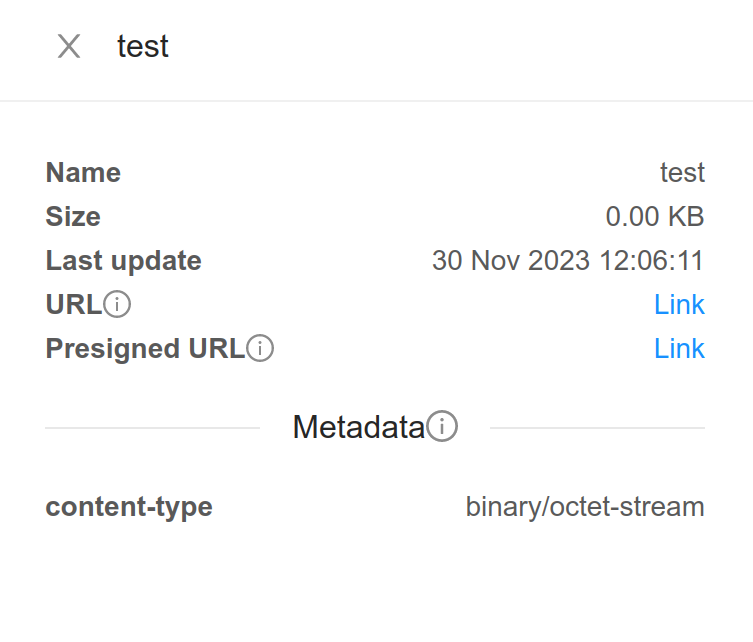 test
Name test
Size 0.00 KB
Last update 30 Nov 2023 12:06:11
URL Link
Presigned URL Link
Metadata
content-type binary/octet-stream